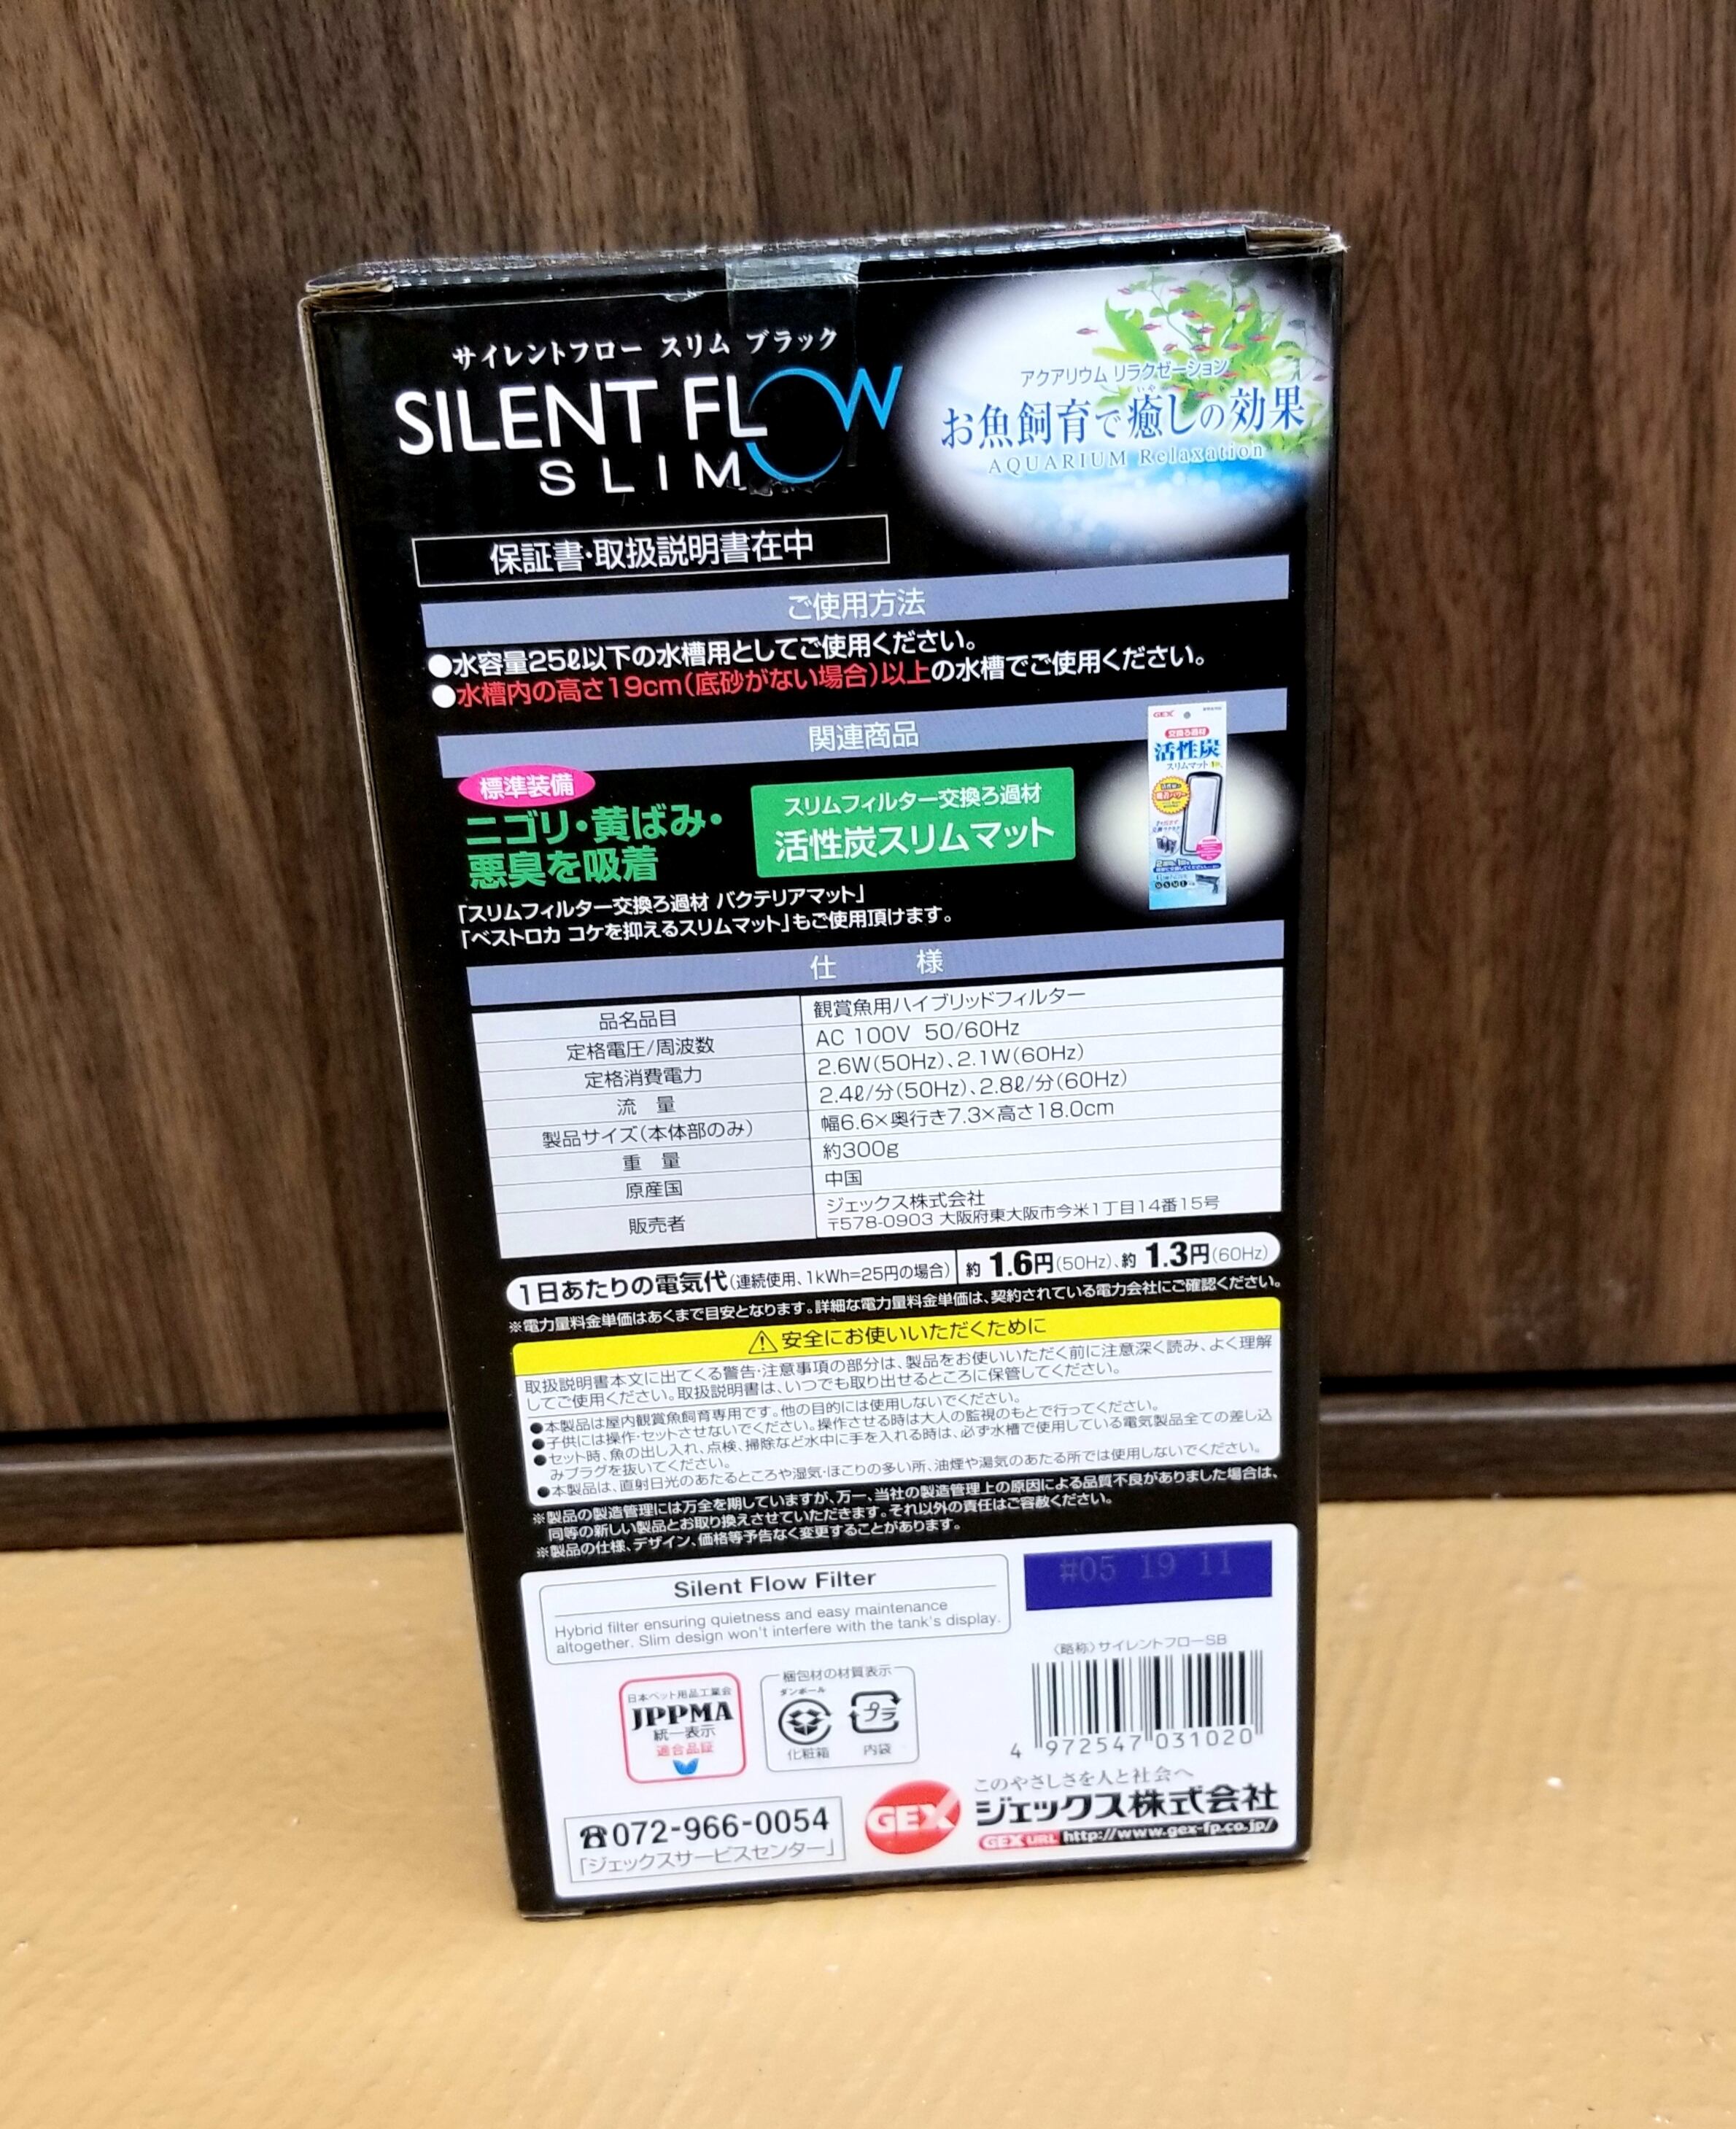 サイレントフロー スリム ブラック
SILENT FLOW
SLIM
アクアリウム リラクゼーション
お魚飼育で癒しの効果
いや
AQUARIUM Relaxation
保証書・取扱説明書在中
ご使用方法
●水容量25ℓ以下の水槽用としてご使用ください。
●水槽内の高さ19cm(底砂がない場合)以上の水槽でご使用ください。
関連商品
標準装備
ニゴリ・黄ばみ・
悪臭を吸着
スリムフィルター交換ろ過材
活性炭スリムマット
GEX
交換ろ過材
活性炭
スリムマット
「スリムフィルター交換ろ過材 バクテリアマット」
「ベストロカ コケを抑えるスリムマット」もご使用頂けます。
仕 様
品名品目 観賞魚用ハイブリッドフィルター
定格電圧/周波数 AC 100V 50/60Hz
定格消費電力 2.6W(50Hz)、2.1W(60Hz)
流 量 2.4ℓ/分(50Hz)、2.8ℓ/分(60Hz)
製品サイズ(本体部のみ) 幅6.6×奥行き7.3×高さ18.0cm
重 量 約300g
原産国 中国
販売者 ジェックス株式会社
〒578-0903 大阪府東大阪市今米1丁目14番15号
1日あたりの電気代(連続使用、1kWh=25円の場合) 約 1.6円(50Hz)、約 1.3円(60Hz)
※電力量料金単価はあくまで目安となります。詳細な電力量料金単価は、契約されている電力会社にご確認ください。
⚠安全にお使いいただくために
取扱説明書本文に出てくる警告・注意事項の部分は、製品をお使いいただく前に注意深く読み、よく理解
してご使用ください。取扱説明書は、いつでも取り出せるところに保管してください。
●本製品は屋内観賞魚飼育専用です。他の目的には使用しないでください。
●子供には操作・セットさせないでください。操作させる時は大人の監視のもとで行ってください。
●セット時、魚の出し入れ、点検、掃除など水中に手を入れる時は、必ず水槽で使用している電気製品全ての差し込
みプラグを抜いてください。
●本製品は、直射日光のあたるところや湿気・ほこりの多い所、油煙や湯気のあたる所では使用しないでください。
※製品の製造管理には万全を期していますが、万一、当社の製造管理上の原因による品質不良がありました場合は、
同等の新しい製品とお取り換えさせていただきます。それ以外の責任はご容赦ください。
※製品の仕様、デザイン、価格等予告なく変更することがあります。
Silent Flow Filter
Hybrid filter ensuring quietness and easy maintenance
altogether. Slim design won't interfere with the tank's display.
#05 19 11
〈略称〉サイレントフローSB
4 972547 031020
日本ペット用品工業会
JPPMA
統一表示
適合品証
梱包材の材質表示
ダンボール
プラ
化粧箱 内袋
☎072-966-0054
「ジェックスサービスセンター」
GEX
このやさしさを人と社会へ
ジェックス株式会社
GEX URL http://www.gex-fp.co.jp/